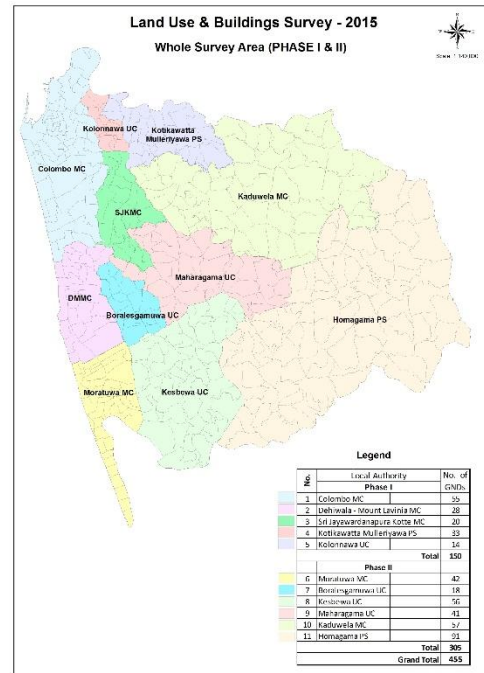 Land Use & Buildings Survey - 2015
Whole Survey Area (PHASE I & II)
Kolonnawa UC
Kotikawatta
Mulleriyawa PS
Colombo MC
Kaduwela MC
SJKMC
Maharagama UC
DMMC
Boralesgamuwa UC
Homagama PS
Moratuwa MC
Kesbewa UC
Legend
No. Local Authority No. of GNDs
Phase I
1 Colombo MC 55
2 Dehiwala - Mount Lavinia MC 28
3 Sri Jayawardanapura Kotte MC 20
4 Kotikawatta Mulleriyawa PS 33
5 Kolonnawa UC 14
Total 150
Phase II
6 Moratuwa MC 42
7 Boralesgamuwa UC 18
8 Kesbewa UC 56
9 Maharagama UC 41
10 Kaduwela MC 57
11 Homagama PS 91
Total 305
Grand Total 455